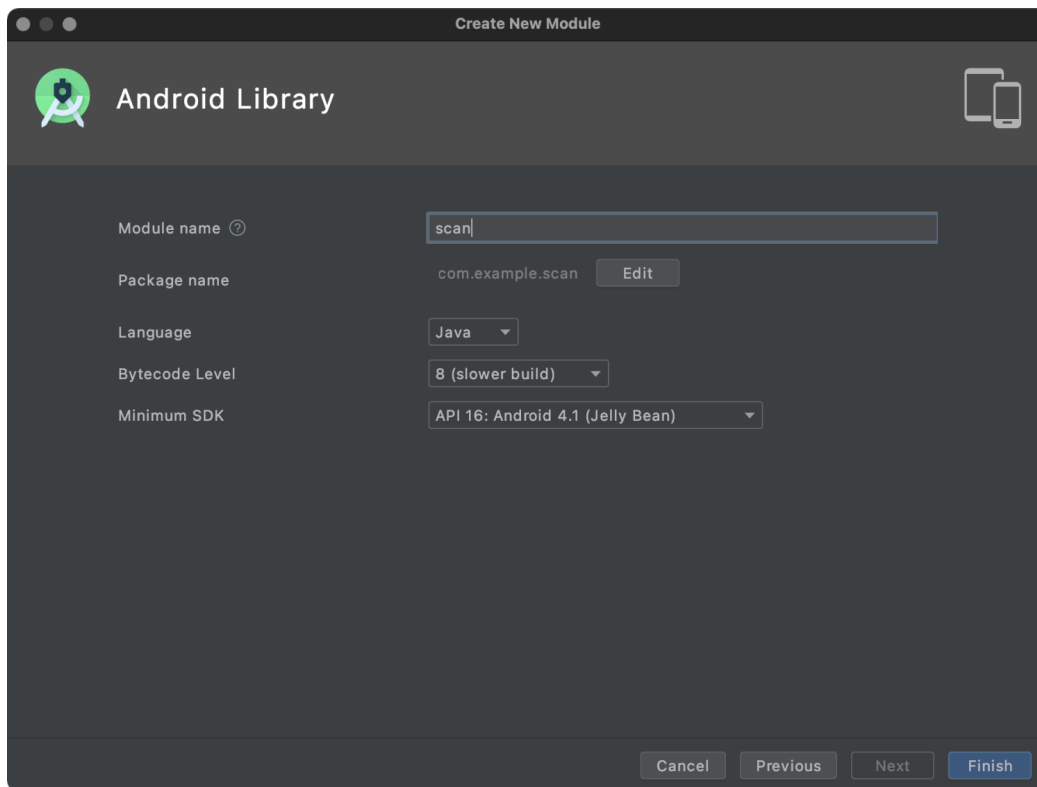 Create New Module
Android Library
Module name ?
scan
Package name
com.example.scan
Edit
Language
Java
Bytecode Level
8 (slower build)
Minimum SDK
API 16: Android 4.1 (Jelly Bean)
Cancel
Previous
Next
Finish